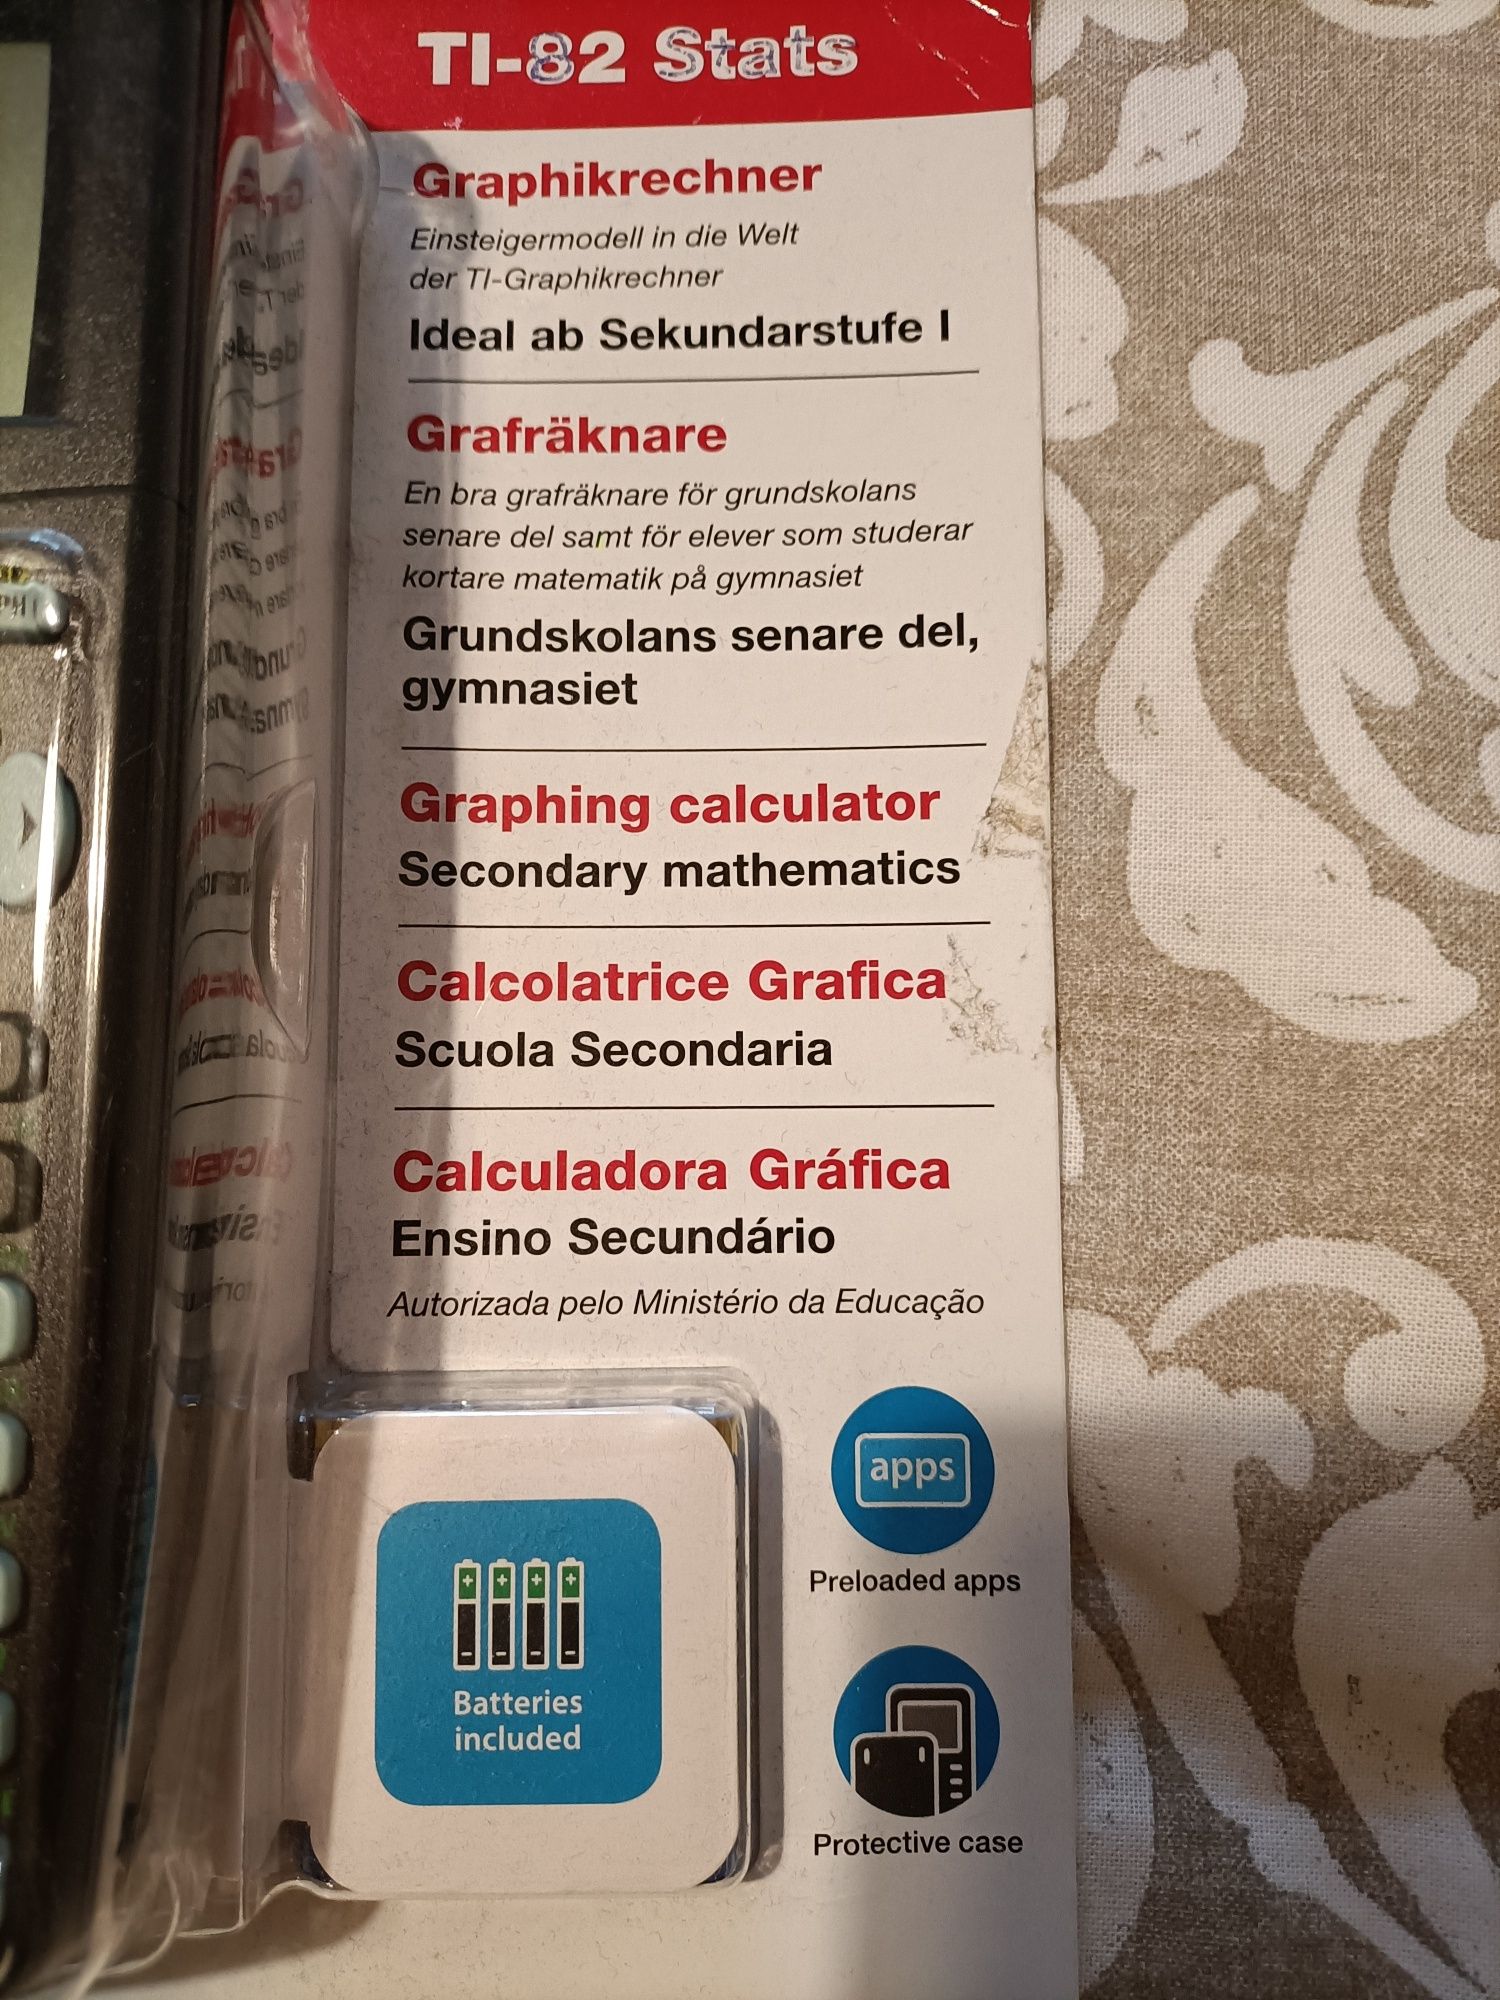 TI-82 Stats
Graphikrechner
Einsteigermodell in die Welt
der TI-Graphikrechner
Ideal ab Sekundarstufe I
Grafräknare
En bra grafräknare för grundskolans
senare del samt för elever som studerar
kortare matematik på gymnasiet
Grundskolans senare del,
gymnasiet
Graphing calculator
Secondary mathematics
Calcolatrice Grafica
Scuola Secondaria
Calculadora Gráfica
Ensino Secundário
Autorizada pelo Ministério da Educação
apps
Preloaded apps
Batteries
included
Protective case